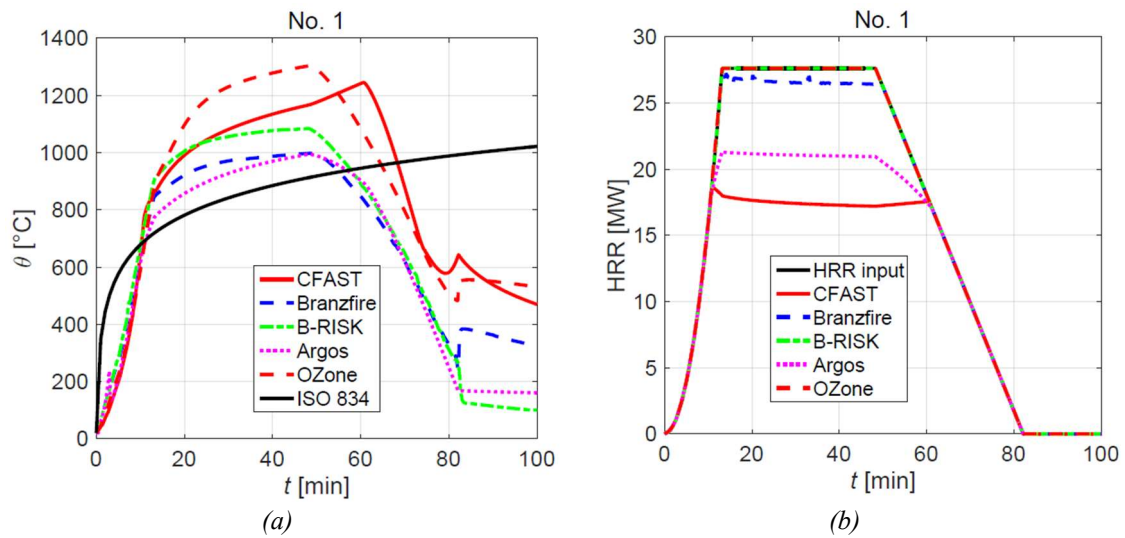 No. 1
1400
1200
1000
800
600
400
200
0
θ [°C]
CFAST
Branzfire
B-RISK
Argos
OZone
ISO 834
0 20 40 60 80 100
t [min]
(a)
No. 1
30
25
20
15
10
5
0
HRR [MW]
HRR input
CFAST
Branzfire
B-RISK
Argos
OZone
0 20 40 60 80 100
t [min]
(b)